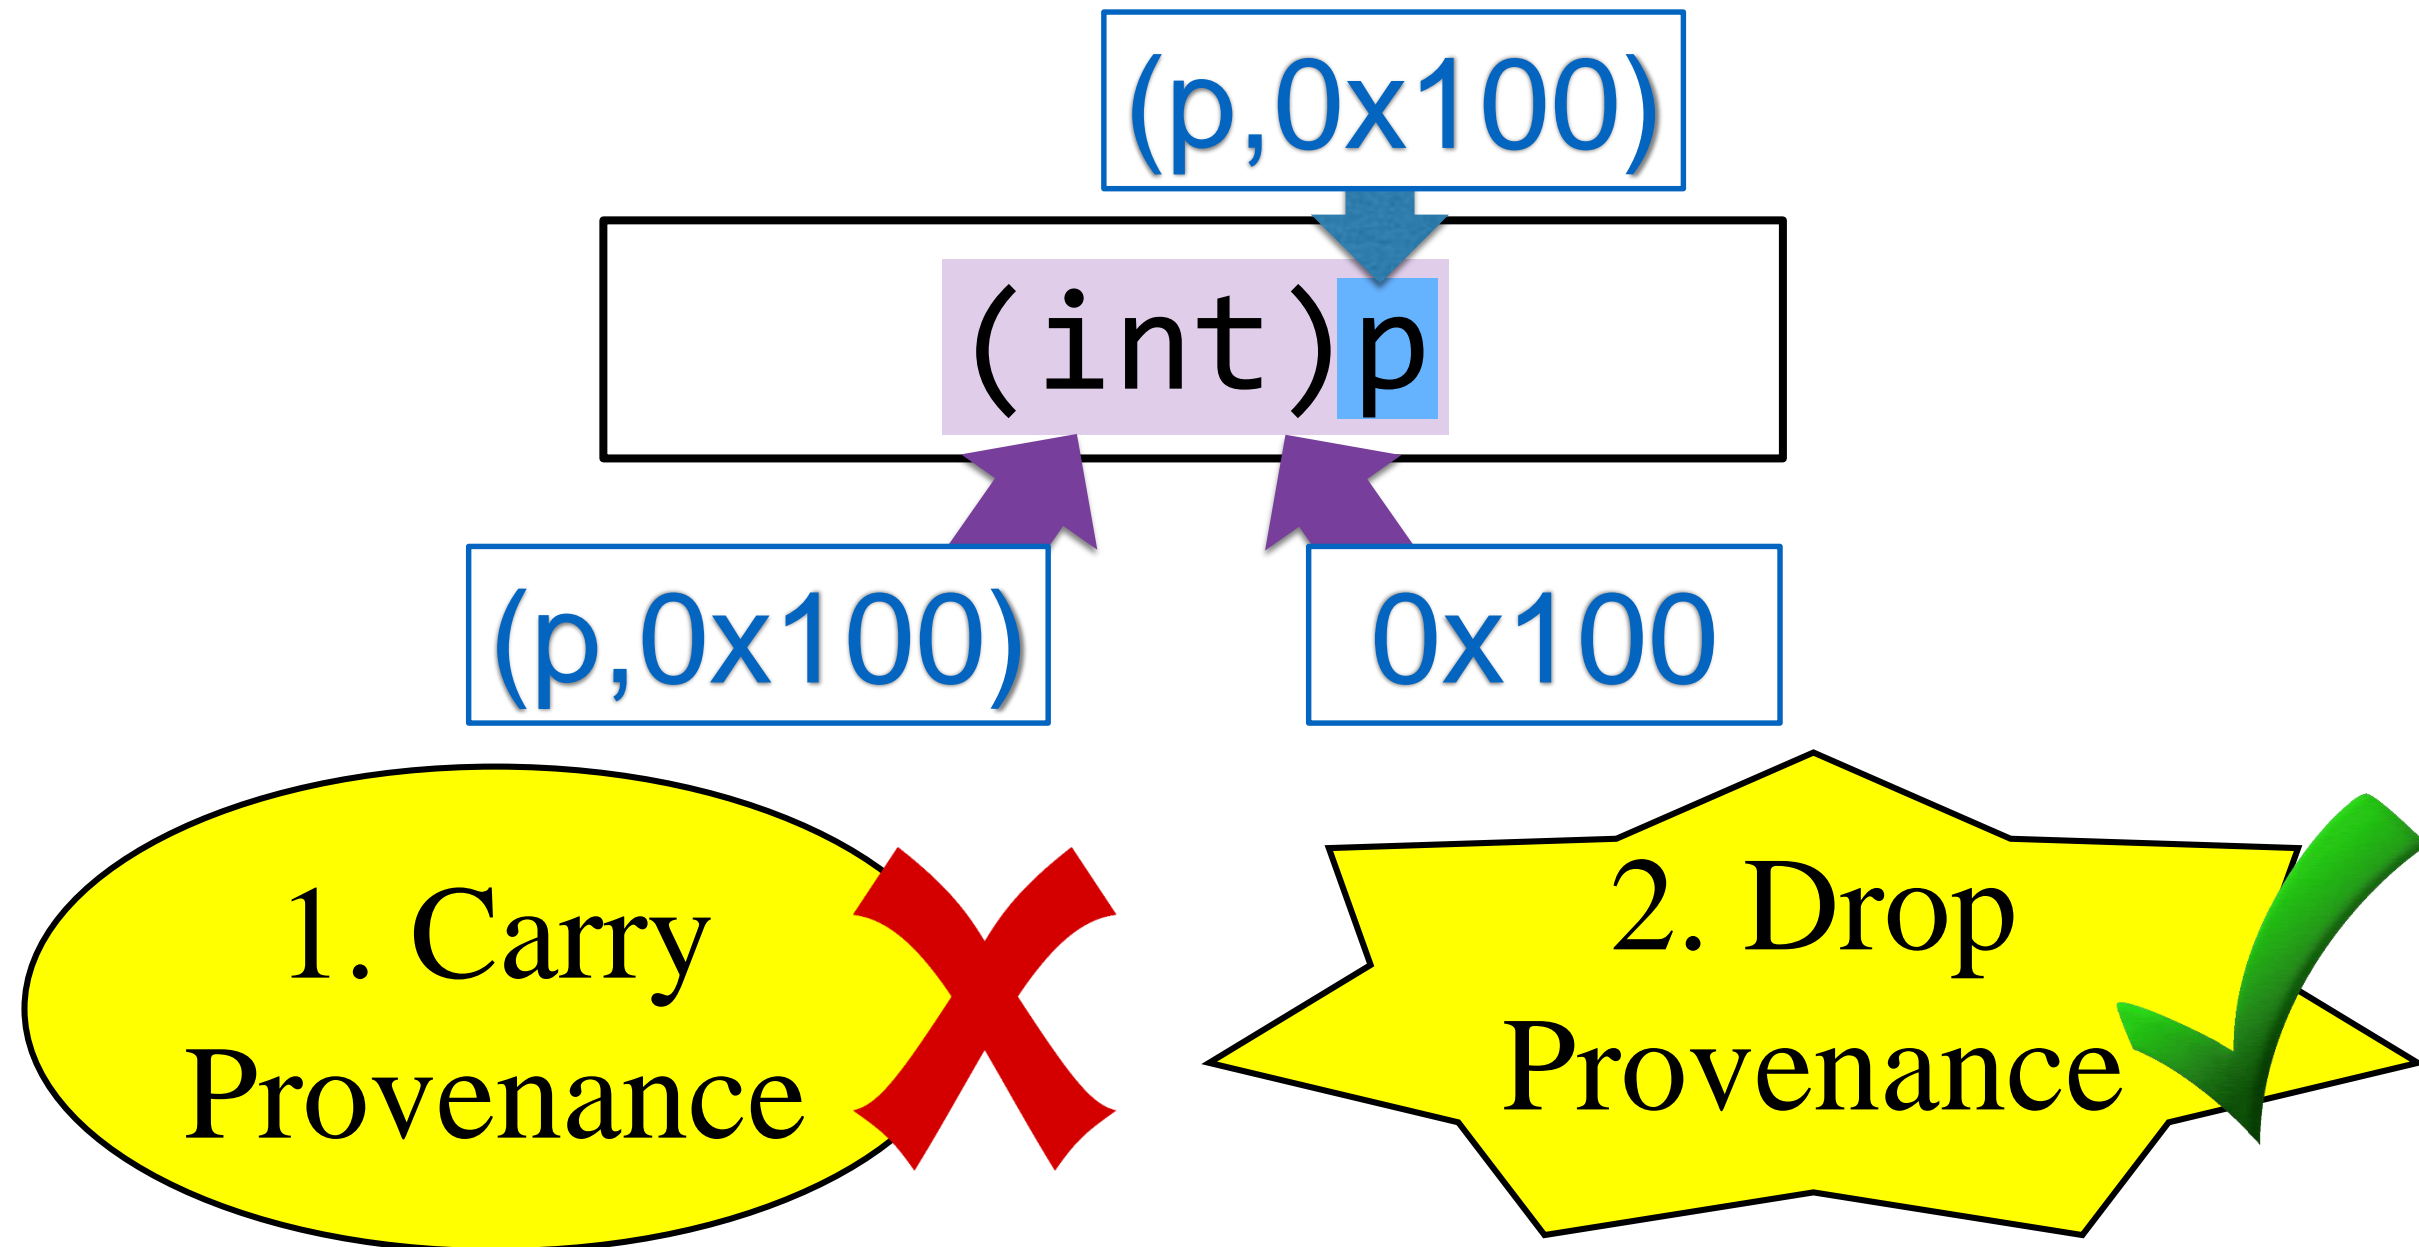 (p,0x100)
(int)p
(p,0x100)
0x100
1. Carry
Provenance
2. Drop
Provenance